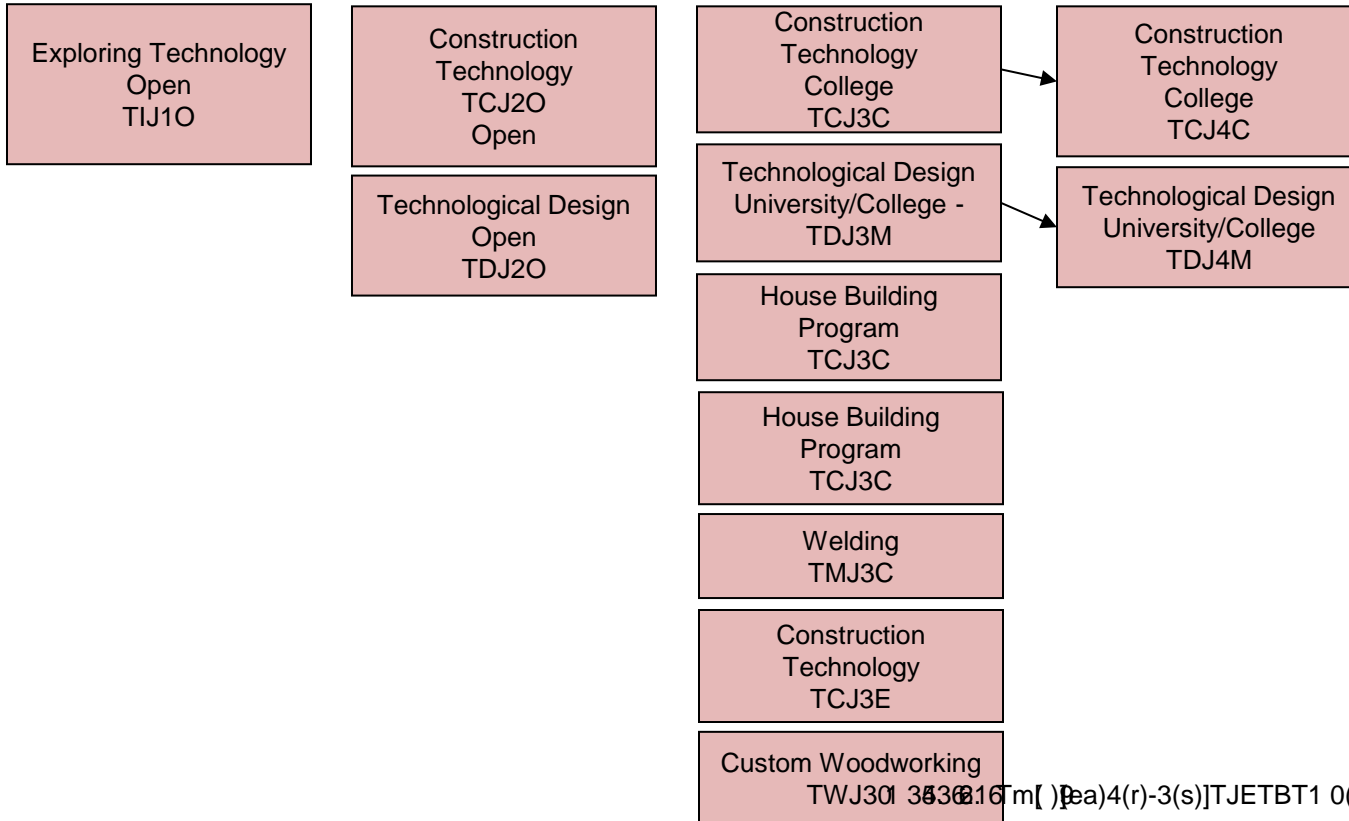 Exploring Technology
Open
TIJ1O
Construction
Technology
TCJ2O
Open
Technological Design
Open
TDJ2O
Construction
Technology
College
TCJ3C
Technological Design
University/College -
TDJ3M
House Building
Program
TCJ3C
House Building
Program
TCJ3C
Welding
TMJ3C
Construction
Technology
TCJ3E
Custom Woodworking
Construction
Technology
College
TCJ4C
Technological Design
University/College
TDJ4M